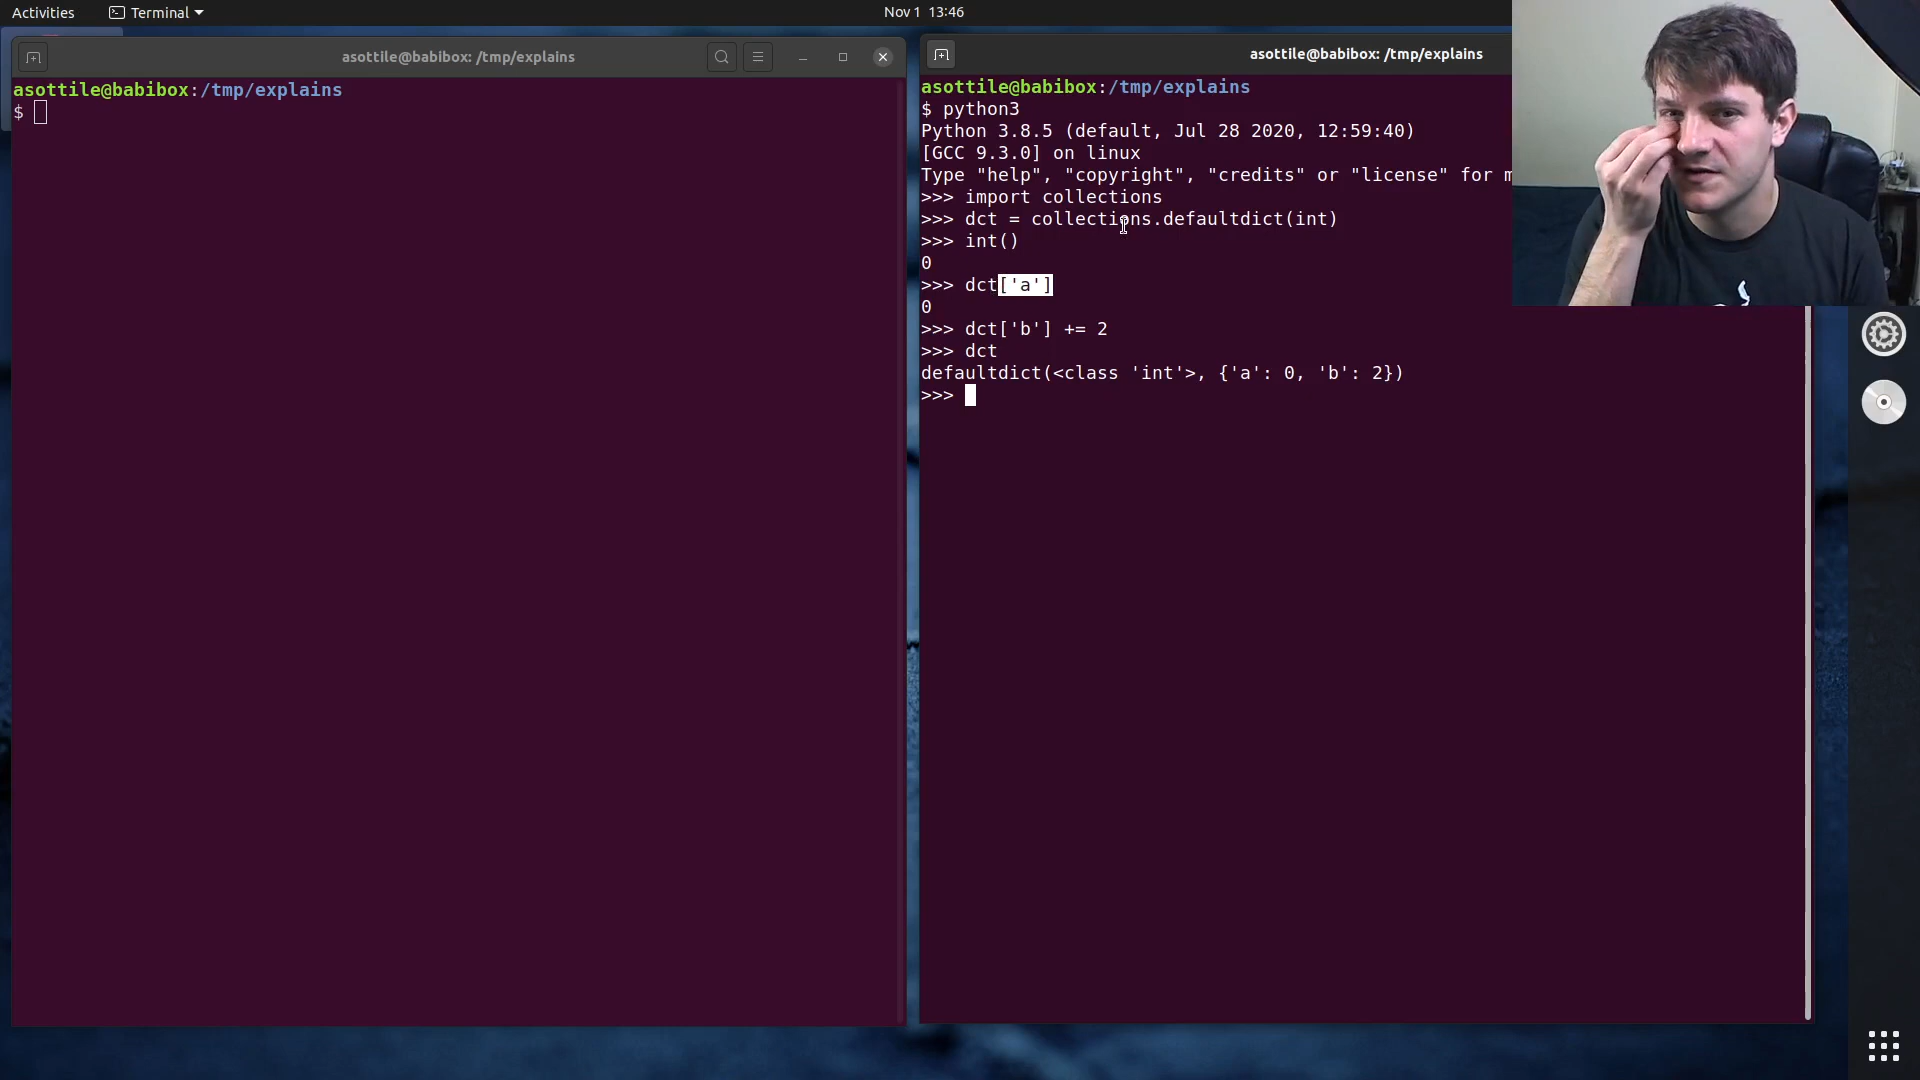 Activities
Terminal
Nov 1 13:46
asottile@babibox: /tmp/explains
asottile@babibox:/tmp/explains
$
asottile@babibox: /tmp/explains
asottile@babibox:/tmp/explains
$ python3
Python 3.8.5 (default, Jul 28 2020, 12:59:40)
[GCC 9.3.0] on linux
Type "help", "copyright", "credits" or "license" for
>>> import collections
>>> dct = collections.defaultdict(int)
>>> int()
0
>>> dct['a']
0
>>> dct['b'] += 2
>>> dct
defaultdict(<class 'int'>, {'a': 0, 'b': 2})
>>>